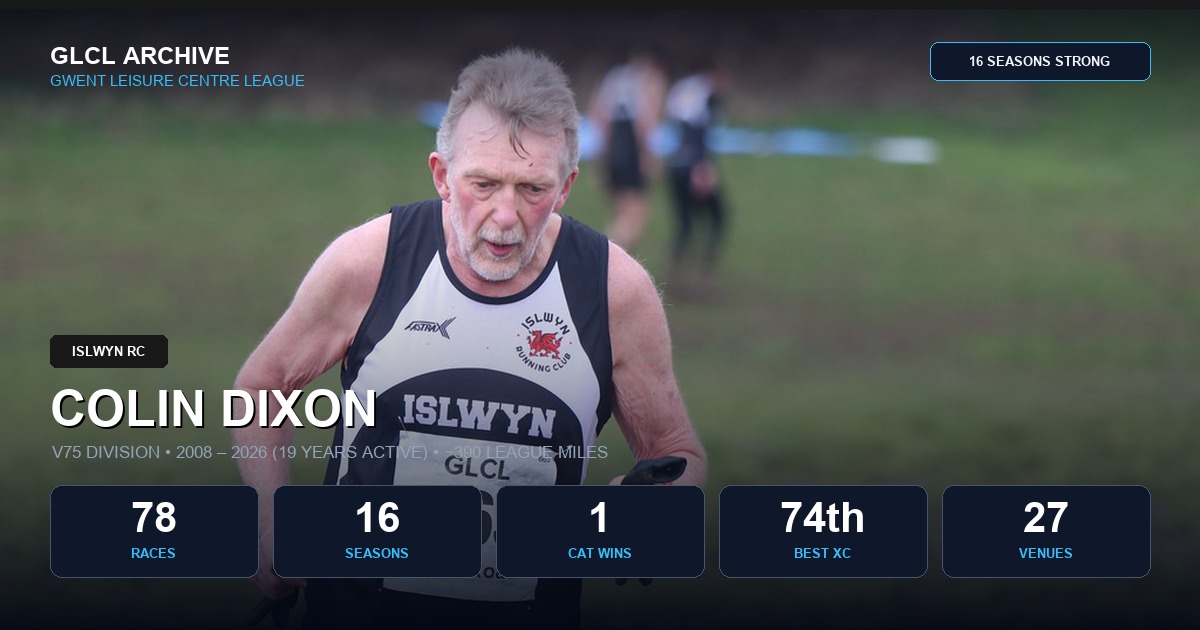 GLCL ARCHIVE
GWENT LEISURE CENTRE LEAGUE
16 SEASONS STRONG
ASTRAX
ISLWYN
RUNNING CLUB
ISLWYN RC
COLIN DIXON
ISLWYN
V75 DIVISION • 2008 – 2026 (19 YEARS ACTIVE) • ~390 LEAGUE MILES
GLCL
78
RACES
16
SEASONS
1
CAT WINS
74th
BEST XC
27
VENUES